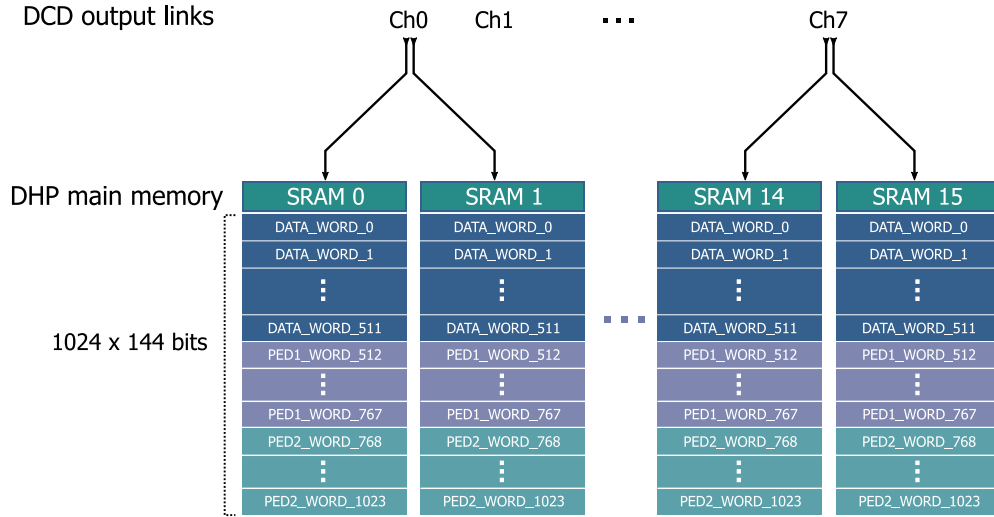 DCD output links Ch0 Ch1 ... Ch7
DHP main memory SRAM 0 SRAM 1 SRAM 14 SRAM 15
DATA_WORD_0 DATA_WORD_0 DATA_WORD_0 DATA_WORD_0
DATA_WORD_1 DATA_WORD_1 DATA_WORD_1 DATA_WORD_1
DATA_WORD_511 DATA_WORD_511 ... DATA_WORD_511 DATA_WORD_511
1024 x 144 bits PED1_WORD_512 PED1_WORD_512 PED1_WORD_512 PED1_WORD_512
PED1_WORD_767 PED1_WORD_767 PED1_WORD_767 PED1_WORD_767
PED2_WORD_768 PED2_WORD_768 PED2_WORD_768 PED2_WORD_768
PED2_WORD_1023 PED2_WORD_1023 PED2_WORD_1023 PED2_WORD_1023